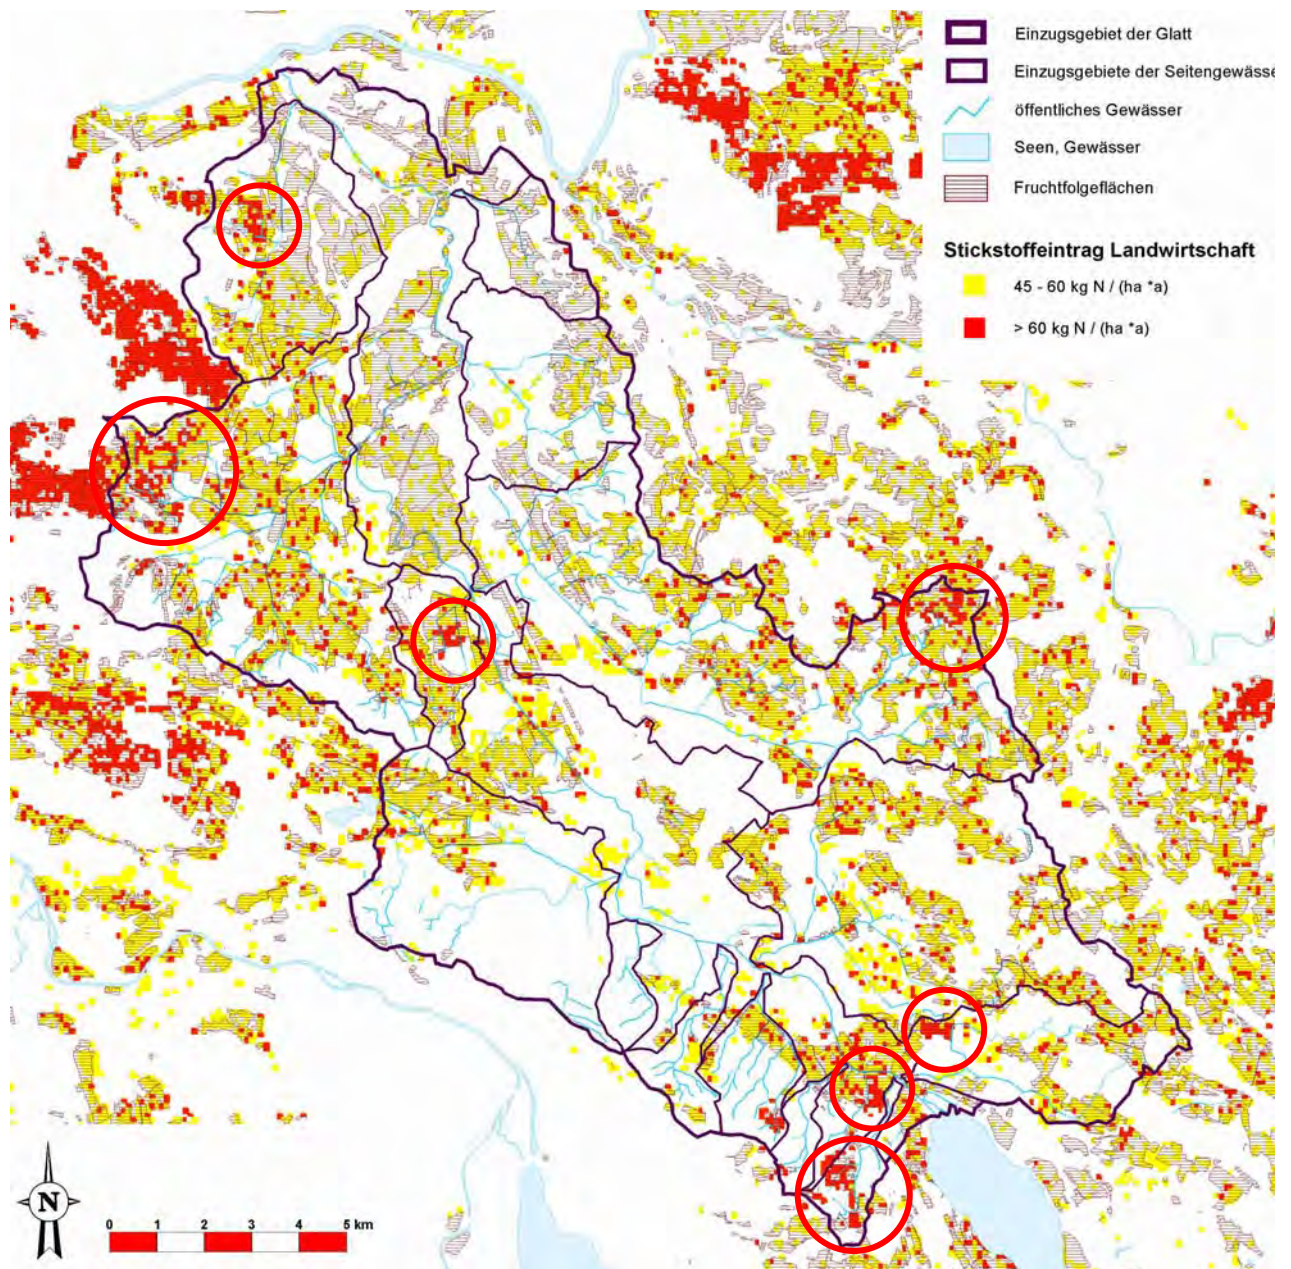 Einzugsgebiet der Glatt
Einzugsgebiete der Seitengewässe
öffentliches Gewässer
Seen, Gewässer
Fruchtfolgeflächen
Stickstoffeintrag Landwirtschaft
45 - 60 kg N / (ha *a)
> 60 kg N / (ha *a)
N
0 1 2 3 4 5 km